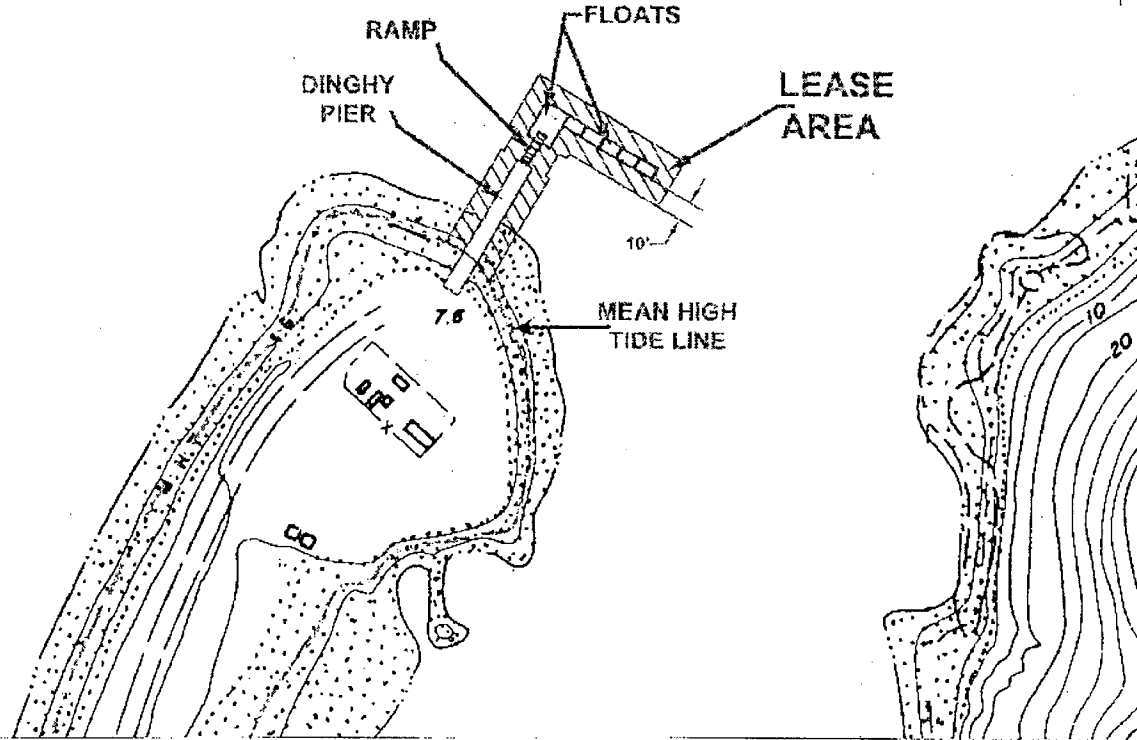 FLOATS
RAMP
DINGHY
PIER
LEASE
AREA
10'
7.6
MEAN HIGH
TIDE LINE
10
20
M H T